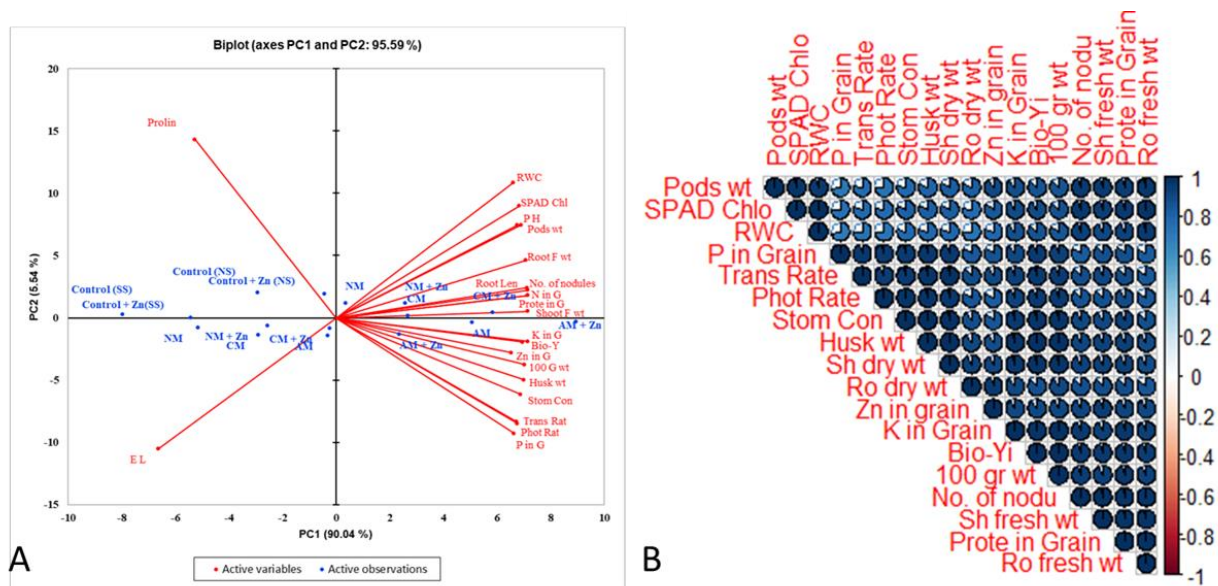 Biplot (axes PC1 and PC2: 95.59 %)
20
15
10
5
0
-5
-10
-15
PC2 (5.54 %)
Prolin
RWC
SPAD Chl
P H
Pods wt
Root F wt
Control (NS)
Control + Zn (NS)
NM
NM + Zn
Root Len
No. of nodules
Control (SS)
CM
CM + Zn
N in G
Control + Zn(SS)
Prote in G
Shoot F wt
AM
AM + Zn
NM
NM + Zn
CM
CM + Zn
AM
AM + Zn
K in G
Bio-Y
Zn in G
100 G wt
Husk wt
Stom Con
Trans Rat
Phot Rat
P in G
E L
-10 -8 -6 -4 -2 0 2 4 6 8 10
PC1 (90.04 %)
Active variables Active observations
A
Pods wt
SPAD Chlo
RWC
P in Grain
Trans Rate
Phot Rate
Stom Con
Husk wt
Sh dry wt
Ro dry wt
Zn in grain
K in Grain
Bio-Yi
100 gr wt
No. of nodu
Sh fresh wt
Prote in Grain
Ro fresh wt
Pods wt
SPAD Chlo
RWC
P in Grain
Trans Rate
Phot Rate
Stom Con
Husk wt
Sh dry wt
Ro dry wt
Zn in grain
K in Grain
Bio-Yi
100 gr wt
No. of nodu
Sh fresh wt
Prote in Grain
Ro fresh wt
1
0.8
0.6
0.4
0.2
0
-0.2
-0.4
-0.6
-0.8
-1
B